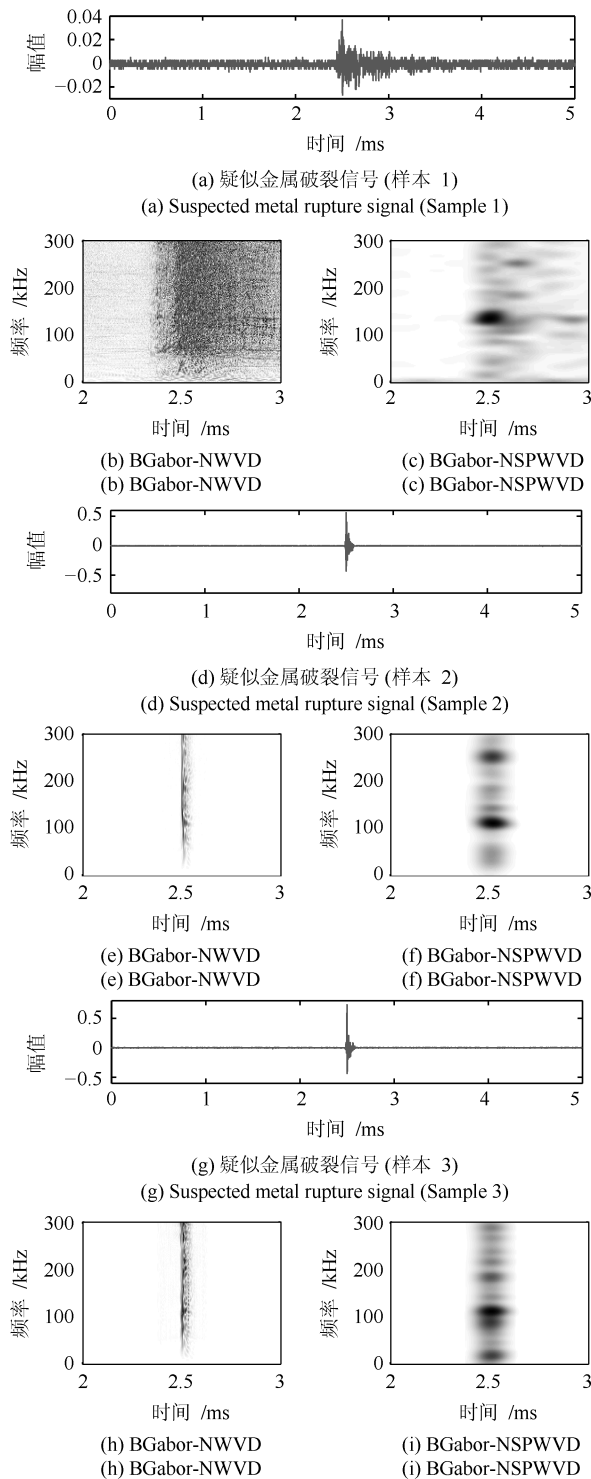 0.04
0.02
0
−0.02
幅值
0 1 2 3 4 5
时间 /ms
(a) 疑似金属破裂信号 (样本 1)
(a) Suspected metal rupture signal (Sample 1)
300 300
200 200
100 100
0 0
频率 /kHz 频率 /kHz
2 2.5 3 2 2.5 3
时间 /ms 时间 /ms
(b) BGabor-NWVD (c) BGabor-NSPWVD
(b) BGabor-NWVD (c) BGabor-NSPWVD
0.5
0
−0.5
幅值
0 1 2 3 4 5
时间 /ms
(d) 疑似金属破裂信号 (样本 2)
(d) Suspected metal rupture signal (Sample 2)
300 300
200 200
100 100
0 0
频率 /kHz 频率 /kHz
2 2.5 3 2 2.5 3
时间 /ms 时间 /ms
(e) BGabor-NWVD (f) BGabor-NSPWVD
(e) BGabor-NWVD (f) BGabor-NSPWVD
0.5
0
−0.5
幅值
0 1 2 3 4 5
时间 /ms
(g) 疑似金属破裂信号 (样本 3)
(g) Suspected metal rupture signal (Sample 3)
300 300
200 200
100 100
0 0
频率 /kHz 频率 /kHz
2 2.5 3 2 2.5 3
时间 /ms 时间 /ms
(h) BGabor-NWVD (i) BGabor-NSPWVD
(h) BGabor-NWVD (i) BGabor-NSPWVD